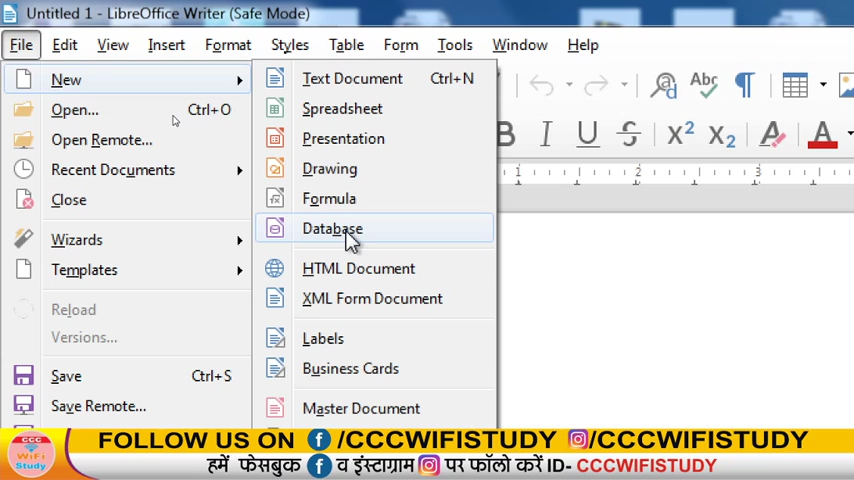 Untitled 1 - LibreOffice Writer (Safe Mode)
File Edit View Insert Format Styles Table Form Tools Window Help
New
Open... Ctrl+O
Open Remote...
Recent Documents
Close
Wizards
Templates
Reload
Versions...
Save Ctrl+S
Save Remote...
Text Document Ctrl+N
Spreadsheet
Presentation
Drawing
Formula
Database
HTML Document
XML Form Document
Labels
Business Cards
Master Document
Abc
B I U S X² X₂ A A
1 2 3
CCC
WiFi
Study
FOLLOW US ON /CCCWIFISTUDY /CCCWIFISTUDY
हमें फेसबुक व इंस्टाग्राम पर फॉलो करें ID- CCCWIFISTUDY